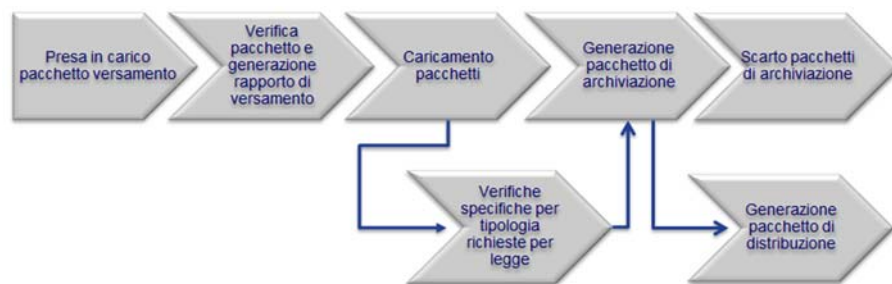 Presa in carico
pacchetto versamento
Verifica
pacchetto e
generazione
rapporto di
versamento
Caricamento
pacchetti
Generazione
pacchetto di
archiviazione
Scarto pacchetti
di archiviazione
Verifiche
specifiche per
tipologia
richieste per
legge
Generazione
pacchetto di
distribuzione